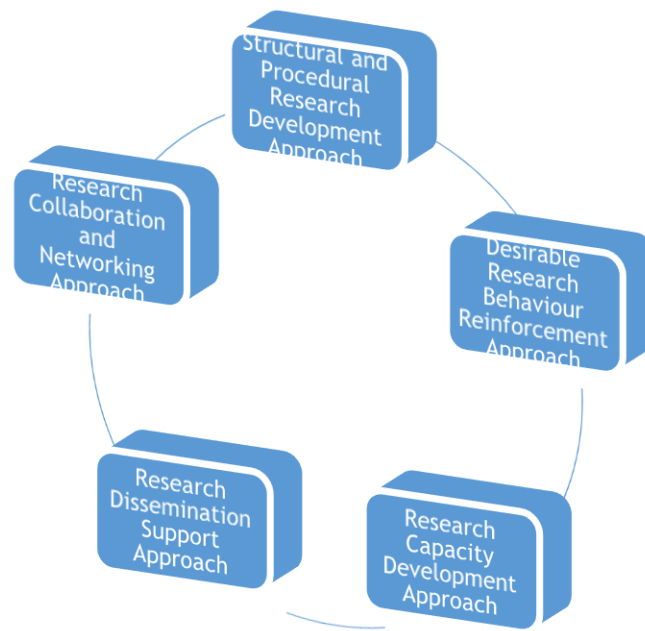 Structural and
Procedural
Research
Development
Approach
Desirable
Research
Behaviour
Reinforcement
Approach
Research
Capacity
Development
Approach
Research
Dissemination
Support
Approach
Research
Collaboration
and
Networking
Approach